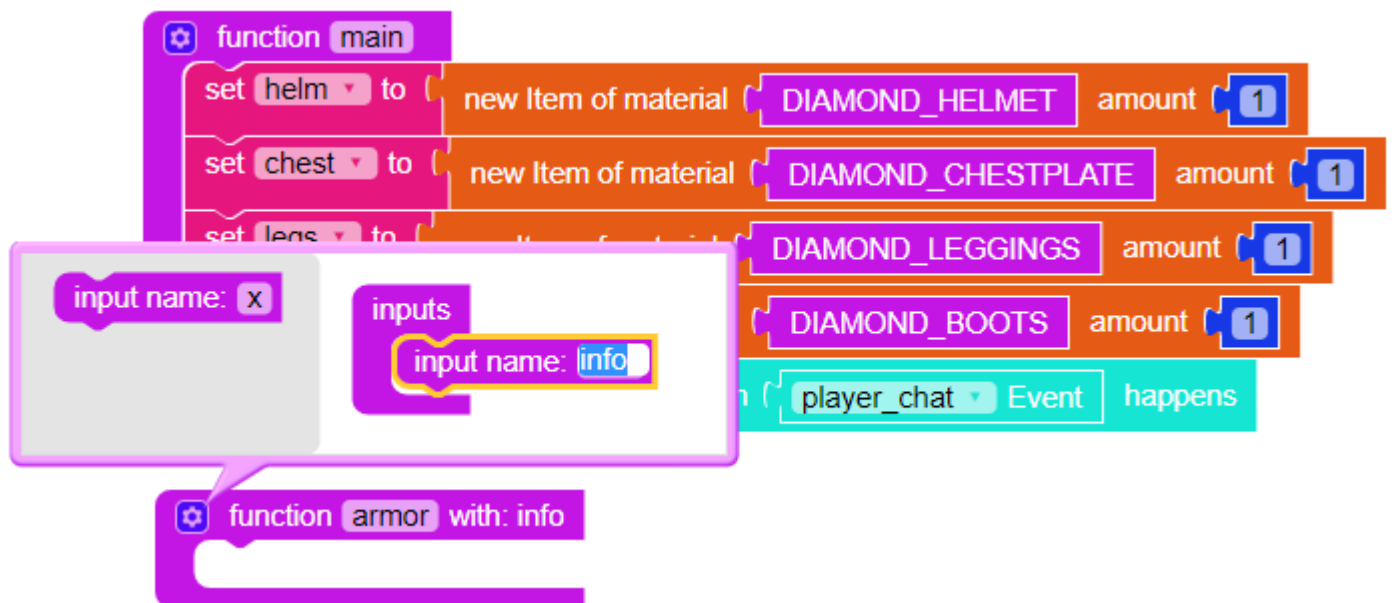 function main
set helm to new Item of material DIAMOND_HELMET amount 1
set chest to new Item of material DIAMOND_CHESTPLATE amount 1
set legs to DIAMOND_LEGGINGS amount 1
input name: x
inputs
input name: info
DIAMOND_BOOTS amount 1
player_chat Event happens
function armor with: info